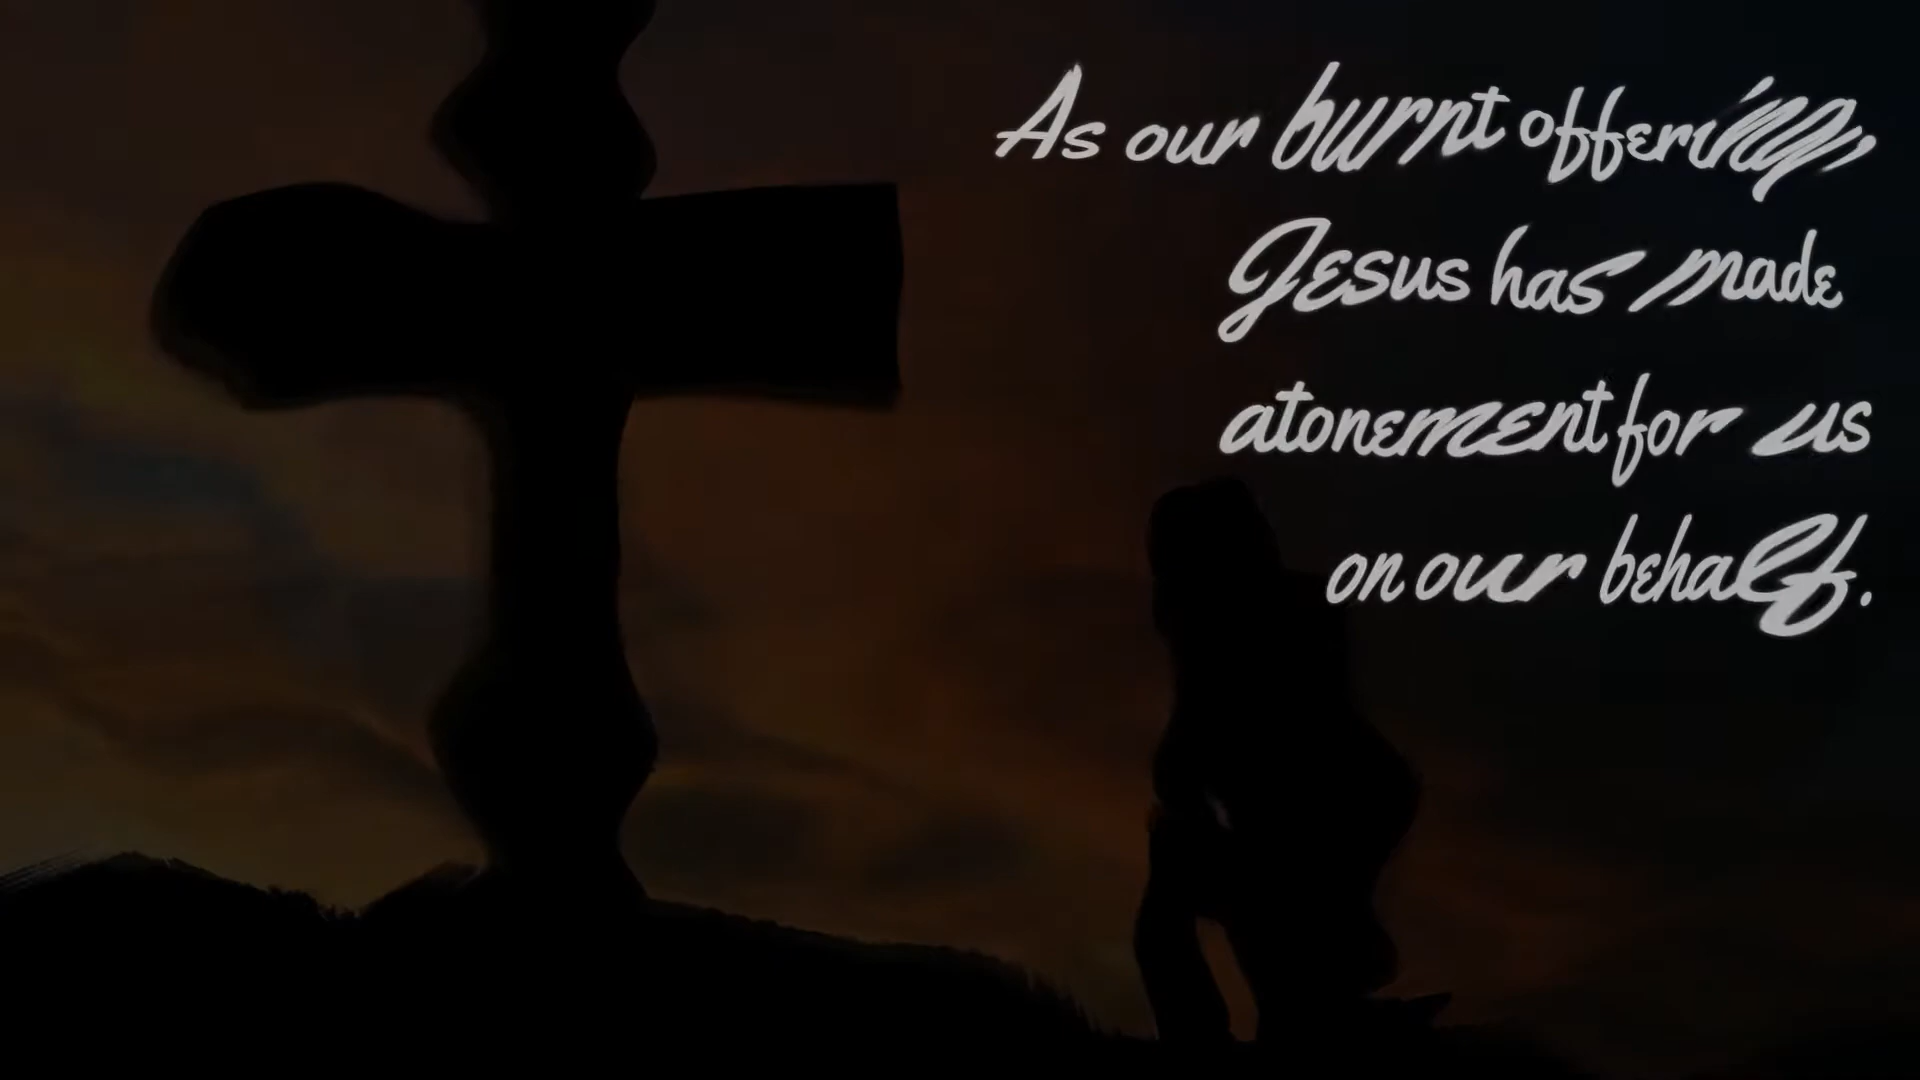 As our burnt offering,
Jesus has made
atonement for us
on our behalf.